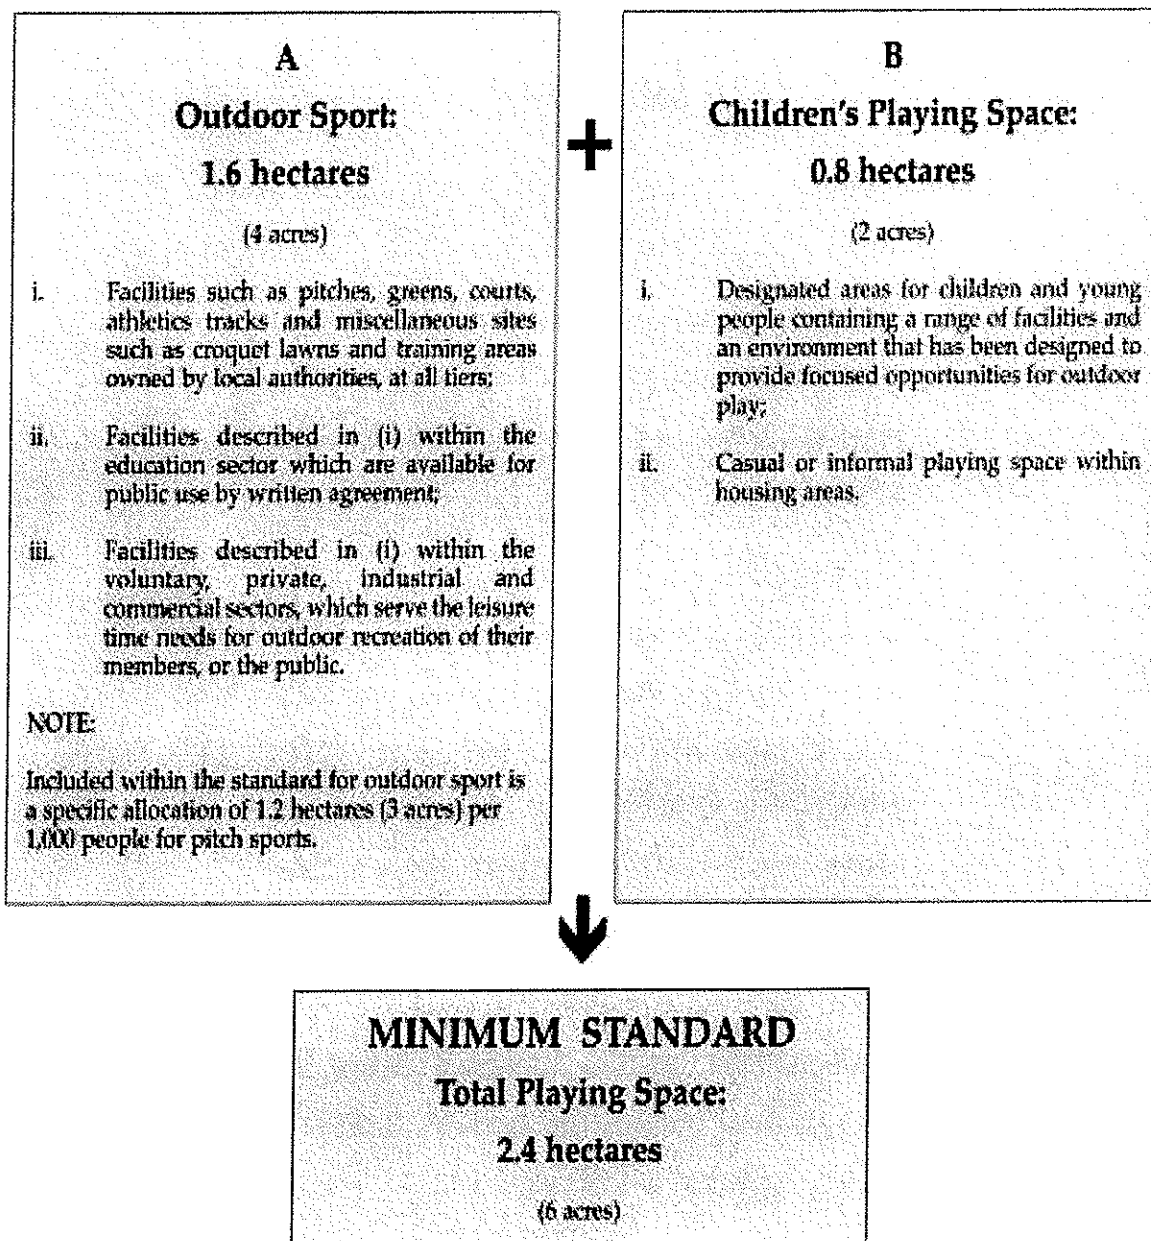 A
Outdoor Sport:
1.6 hectares
(4 acres)
i. Facilities such as pitches, greens, courts,
athletics tracks and miscellaneous sites
such as croquet lawns and training areas
owned by local authorities, at all tiers;
ii. Facilities described in (i) within the
education sector which are available for
public use by written agreement;
iii. Facilities described in (i) within the
voluntary, private, industrial and
commercial sectors, which serve the leisure
time needs for outdoor recreation of their
members, or the public.
NOTE:
Included within the standard for outdoor sport is
a specific allocation of 1.2 hectares (3 acres) per
1,000 people for pitch sports.
+
B
Children's Playing Space:
0.8 hectares
(2 acres)
i. Designated areas for children and young
people containing a range of facilities and
an environment that has been designed to
provide focused opportunities for outdoor
play;
ii. Casual or informal playing space within
housing areas.
MINIMUM STANDARD
Total Playing Space:
2.4 hectares
(6 acres)